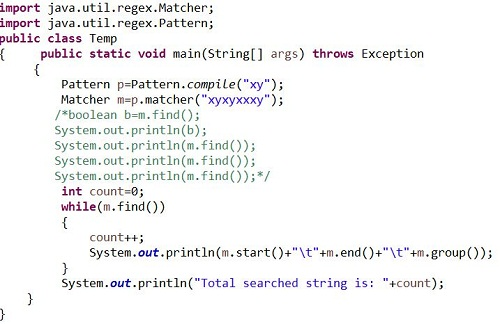 import java.util.regex.Matcher;
import java.util.regex.Pattern;
public class Temp
{ public static void main(String[] args) throws Exception
{
Pattern p=Pattern.compile("xy");
Matcher m=p.matcher("xyxyxxxy");
/*boolean b=m.find();
System.out.println(b);
System.out.println(m.find());
System.out.println(m.find());
System.out.println(m.find());*/
int count=0;
while(m.find())
{
count++;
System.out.println(m.start()+"\t"+m.end()+"\t"+m.group());
}
System.out.println("Total searched string is: "+count);
}
}